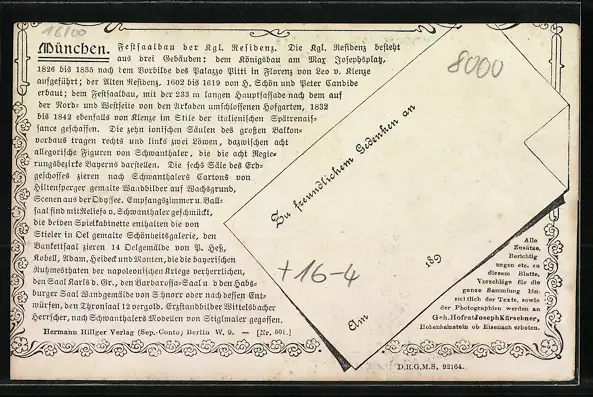 16/00
München. Festsaalbau der Kgl. Residenz. Die Kgl. Residenz besteht
aus drei Gebäuden: dem Königsbau am Max Josephsplatz,
1826 bis 1835 nach dem Vorbilde des Palazzo Pitti in Florenz von Leo v. Klenze
aufgeführt; der Alten Residenz, 1602 bis 1619 von H. Schön und Peter Candide
erbaut; dem Festsaalbau, mit der 233 m langen Hauptfassade nach dem auf
der Nord- und Westseite von den Arkaden umschlossenen Hofgarten, 1832
bis 1842 ebenfalls von Klenze im Stile der italienischen Spätrenais-
sance geschaffen. Die zehn ionischen Säulen des großen Balkon-
vorbaus tragen rechts und links zwei Löwen, dazwischen acht
allegorische Figuren von Schwanthaler, die die acht Regie-
rungsbezirke Bayerns darstellen. Die sechs Säle des Erd-
geschosses zieren nach Schwanthalers Cartons von
Hiltensperger gemalte Wandbilder auf Wachsgrund,
Scenen aus der Odyssee. Empfangszimmer u. Ball-
saal sind mit Reliefs v. Schwanthaler geschmückt,
die beiden Spielkabinette enthalten die von
Stieler in Oel gemalte Schönheitsgalerie, den
Bankettsaal zieren 14 Oelgemälde von P. Heß,
Kobell, Adam, Heideck und Monten, die die bayerischen
Ruhmesthaten der napoleonischen Kriege verherrlichen,
den Saal Karls d. Gr., den Barbarossa-Saal u. den Habs-
burger Saal Wandgemälde von Schnorr oder nach dessen Ent-
würfen, den Thronsaal 12 vergold. Erzstandbilder Wittelsbacher
Herrscher, nach Schwanthalers Modellen von Stiglmaier gegossen.
Hermann Hillger Verlag (Sep.-Conto) Berlin W. 9. — [Nr. 591.]
8000
Zu freundlichem Gedenken an
+16-4
Am
189
Alle
Zusätze,
Berichtig
ungen etc. zu
diesem Blatte,
Vorschläge für die
ganze Sammlung hin-
sichtlich der Texte, sowie
der Photographien werden an
Geh. Hofrat Joseph Kürschner,
Hohenhainstein ob Eisenach erbeten.
D.R.G.M.S. 92164.